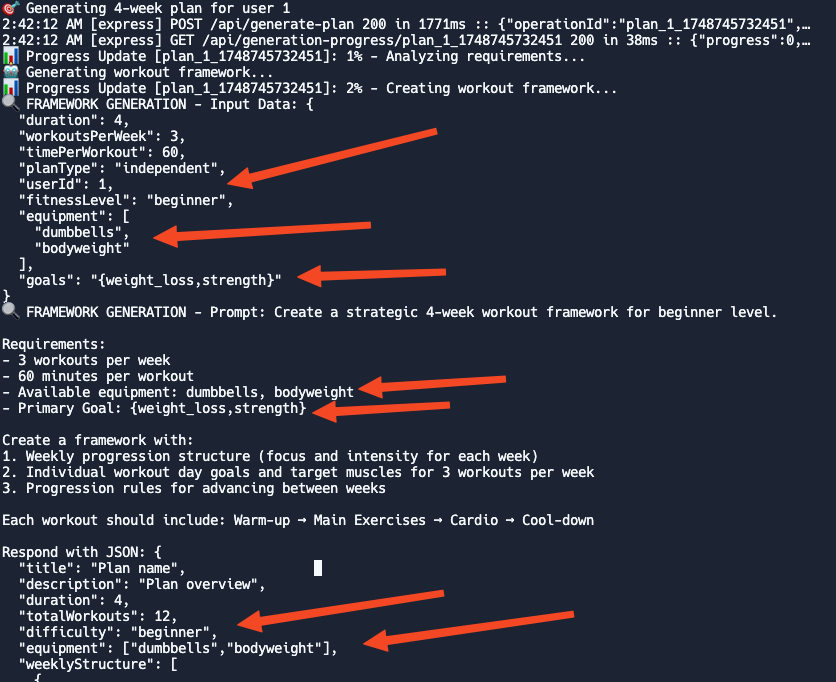 Generating 4-week plan for user 1
2:42:12 AM [express] POST /api/generate-plan 200 in 1771ms :: {"operationId":"plan_1_1748745732451",…
2:42:12 AM [express] GET /api/generation-progress/plan_1_1748745732451 200 in 38ms :: {"progress":0,…
Progress Update [plan_1_1748745732451]: 1% - Analyzing requirements...
Generating workout framework...
Progress Update [plan_1_1748745732451]: 2% - Creating workout framework...
FRAMEWORK GENERATION - Input Data: {
"duration": 4,
"workoutsPerWeek": 3,
"timePerWorkout": 60,
"planType": "independent",
"userId": 1,
"fitnessLevel": "beginner",
"equipment": [
"dumbbells",
"bodyweight"
],
"goals": "{weight_loss,strength}"
}
FRAMEWORK GENERATION - Prompt: Create a strategic 4-week workout framework for beginner level.
Requirements:
- 3 workouts per week
- 60 minutes per workout
- Available equipment: dumbbells, bodyweight
- Primary Goal: {weight_loss,strength}
Create a framework with:
1. Weekly progression structure (focus and intensity for each week)
2. Individual workout day goals and target muscles for 3 workouts per week
3. Progression rules for advancing between weeks
Each workout should include: Warm-up → Main Exercises → Cardio → Cool-down
Respond with JSON: {
"title": "Plan name",
"description": "Plan overview",
"duration": 4,
"totalWorkouts": 12,
"difficulty": "beginner",
"equipment": ["dumbbells","bodyweight"],
"weeklyStructure": [
{